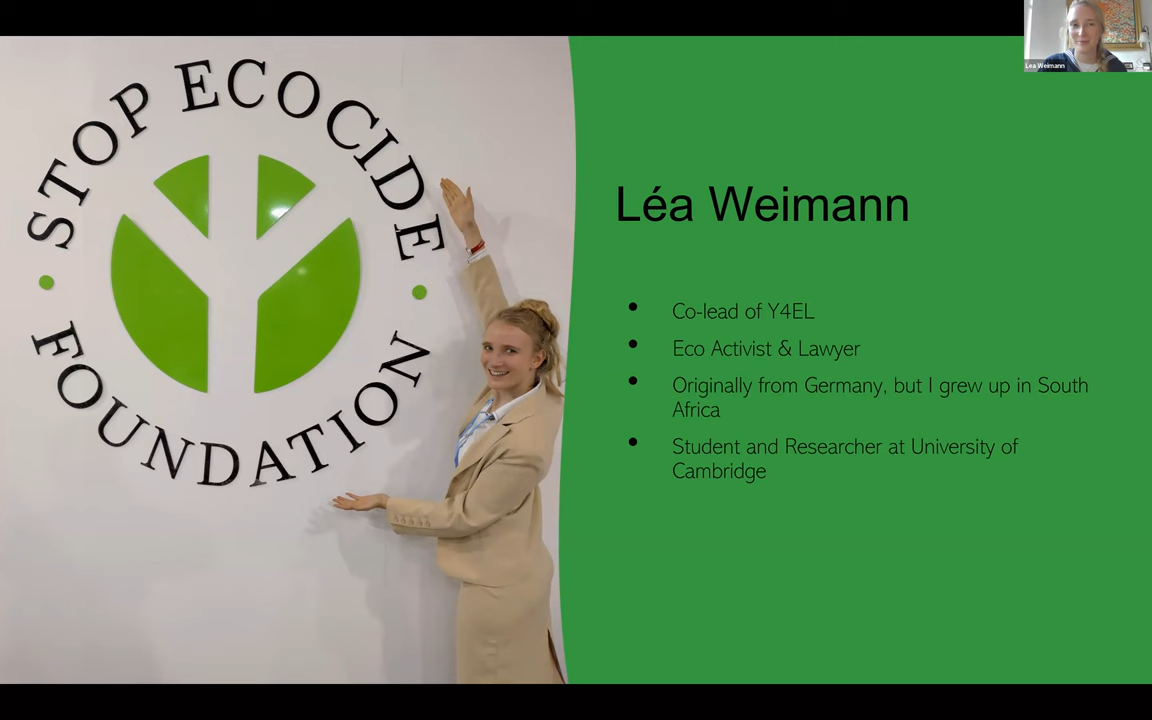 STOP ECOCIDE
FOUNDATION
Lea Weimann
Léa Weimann
• Co-lead of Y4EL
• Eco Activist & Lawyer
• Originally from Germany, but I grew up in South
Africa
• Student and Researcher at University of
Cambridge